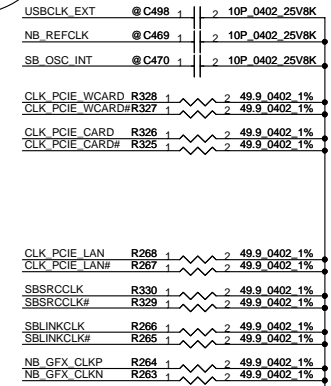 USBCLK_EXT @ C498 1 2 10P_0402_25V8K
NB_REFCLK @ C469 1 2 10P_0402_25V8K
SB_OSC_INT @ C470 1 2 10P_0402_25V8K
CLK_PCIE_WCARD R328 1 2 49.9_0402_1%
CLK_PCIE_WCARD# R327 1 2 49.9_0402_1%
CLK_PCIE_CARD R326 1 2 49.9_0402_1%
CLK_PCIE_CARD# R325 1 2 49.9_0402_1%
CLK_PCIE_LAN R268 1 2 49.9_0402_1%
CLK_PCIE_LAN# R267 1 2 49.9_0402_1%
SBSRCCLK R330 1 2 49.9_0402_1%
SBSRCCLK# R329 1 2 49.9_0402_1%
SBLINKCLK R266 1 2 49.9_0402_1%
SBLINKCLK# R265 1 2 49.9_0402_1%
NB_GFX_CLKP R264 1 2 49.9_0402_1%
NB_GFX_CLKN R263 1 2 49.9_0402_1%